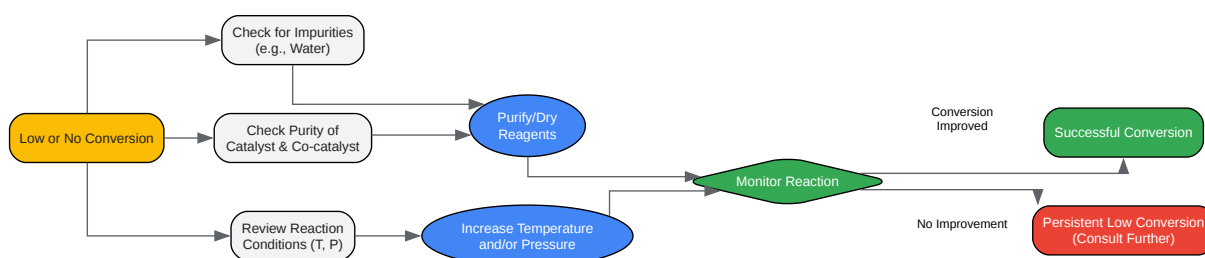 Check for Impurities
(e.g., Water)
Low or No Conversion
Check Purity of
Catalyst & Co-catalyst
Purify/Dry
Reagents
Review Reaction
Conditions (T, P)
Increase Temperature
and/or Pressure
Monitor Reaction
Conversion
Improved
Successful Conversion
No Improvement
Persistent Low Conversion
(Consult Further)